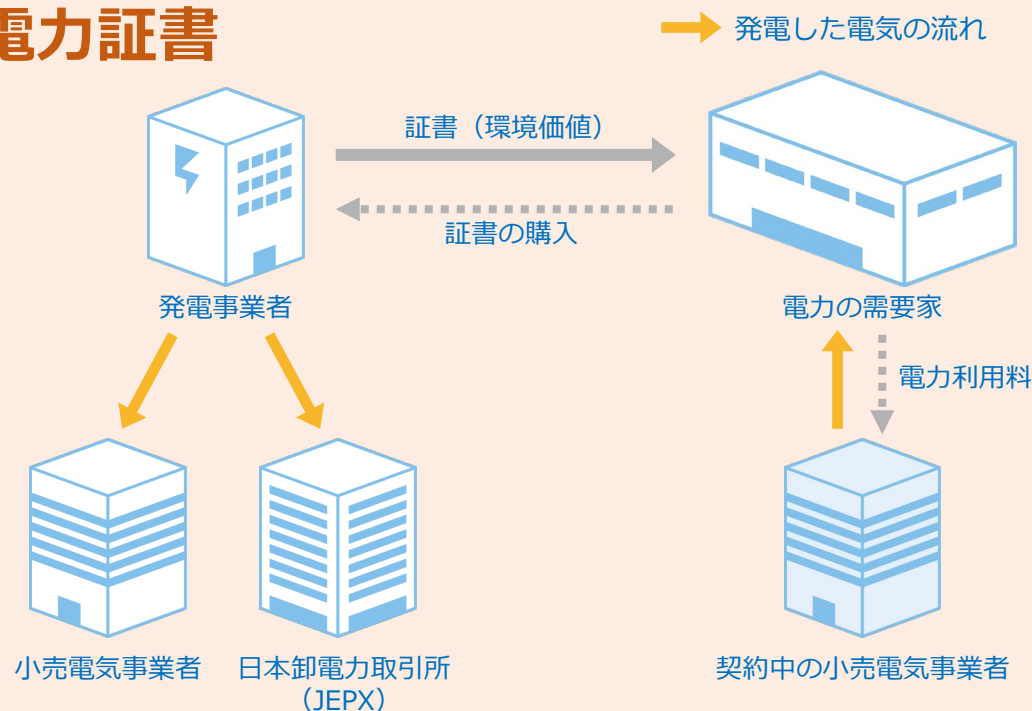 電力証書
発電した電気の流れ
証書（環境価値）
証書の購入
発電事業者
電力の需要家
電力利用料
小売電気事業者
日本卸電力取引所
（JEPX）
契約中の小売電気事業者